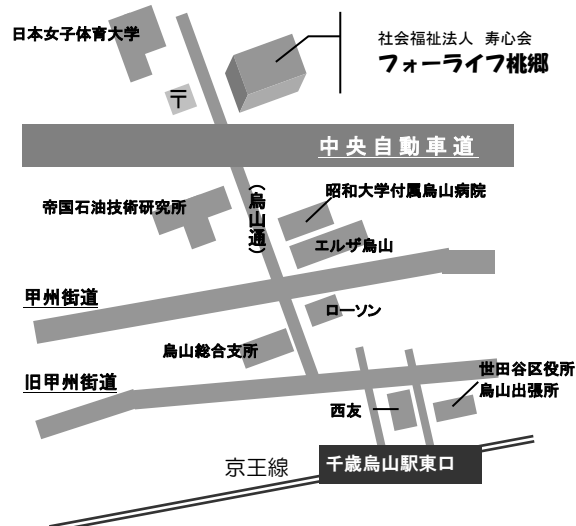 日本女子体育大学
社会福祉法人 寿心会
フォーライフ桃郷
〒
中央自動車道
(烏山通)
昭和大学付属烏山病院
帝国石油技術研究所
エルザ烏山
甲州街道
ローソン
烏山総合支所
旧甲州街道
世田谷区役所
烏山出張所
西友
京王線
千歳烏山駅東口